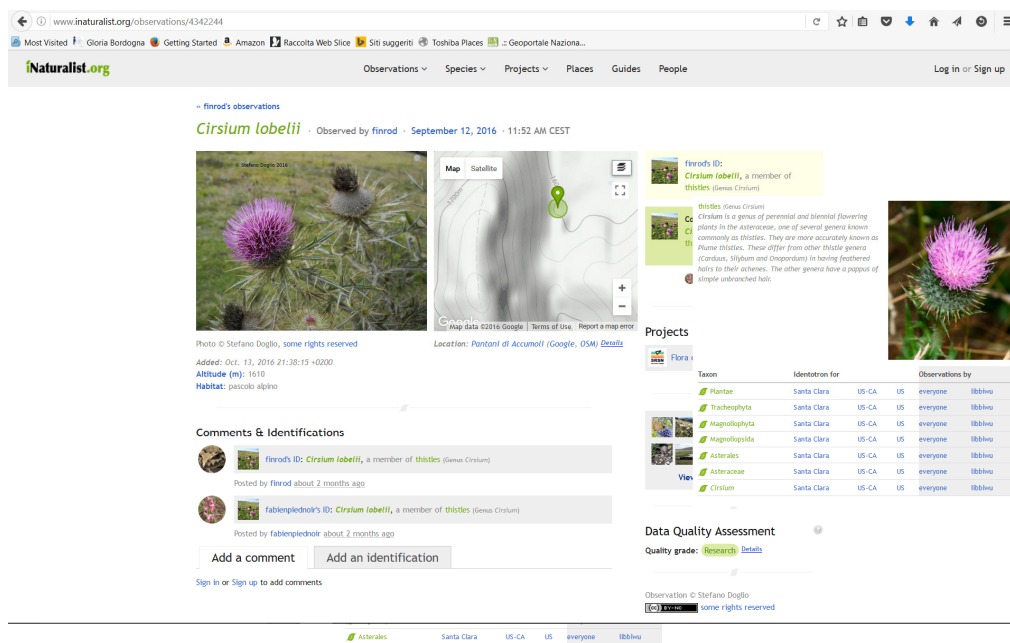 www.inaturalist.org/observations/4342244
Most Visited Gloria Bordogna Getting Started Amazon Raccolta Web Slice Siti suggeriti Toshiba Places .:: Geoportale Naziona...
iNaturalist.org Observations Species Projects Places Guides People Log in or Sign up
« finrod's observations
Cirsium lobelii · Observed by finrod · September 12, 2016 · 11:52 AM CEST
© Stefano Doglio 2016
Map Satellite
1700m
Google
Map data ©2016 Google Terms of Use Report a map error
Photo © Stefano Doglio, some rights reserved
Location: Pantani di Accumoli (Google, OSM) Details
Added: Oct. 13, 2016 21:38:15 +0200
Altitude (m): 1610
Habitat: pascolo alpino
Comments & Identifications
finrod's ID: Cirsium lobelii, a member of thistles (Genus Cirsium)
Posted by finrod about 2 months ago
fabienpiednoir's ID: Cirsium lobelii, a member of thistles (Genus Cirsium)
Posted by fabienpiednoir about 2 months ago
Add a comment Add an identification
Sign in or Sign up to add comments
finrod's ID:
Cirsium lobelii, a member of
thistles (Genus Cirsium)
Co
Ci
th
thistles (Genus Cirsium)
Cirsium is a genus of perennial and biennial flowering
plants in the Asteraceae, one of several genera known
commonly as thistles. They are more accurately known as
Plume thistles. These differ from other thistle genera
(Carduus, Silybum and Onopordum) in having feathered
hairs to their achenes. The other genera have a pappus of
simple unbranched hair.
Projects
SRSN
Flora
View
Taxon Identotron for Observations by
Plantae Santa Clara US-CA US everyone libbiwu
Tracheophyta Santa Clara US-CA US everyone libbiwu
Magnoliophyta Santa Clara US-CA US everyone libbiwu
Magnoliopsida Santa Clara US-CA US everyone libbiwu
Asterales Santa Clara US-CA US everyone libbiwu
Asteraceae Santa Clara US-CA US everyone libbiwu
Cirsium Santa Clara US-CA US everyone libbiwu
Data Quality Assessment
Quality grade: Research Details
Observation © Stefano Doglio
(cc) BY-NC some rights reserved
Asterales Santa Clara US-CA US everyone libbiwu